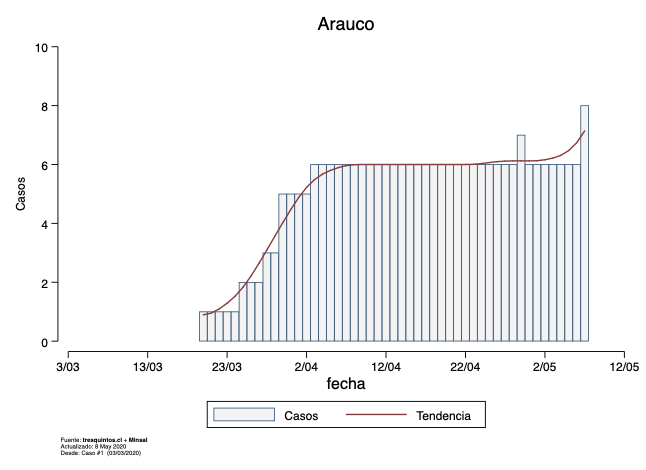 Arauco
10
8
6
4
2
0
Casos
3/03 13/03 23/03 2/04 12/04 22/04 2/05 12/05
fecha
Casos Tendencia
Fuente: tresquintos.cl + Minsal
Actualizado: 8 May 2020
Desde: Caso #1 (03/03/2020)